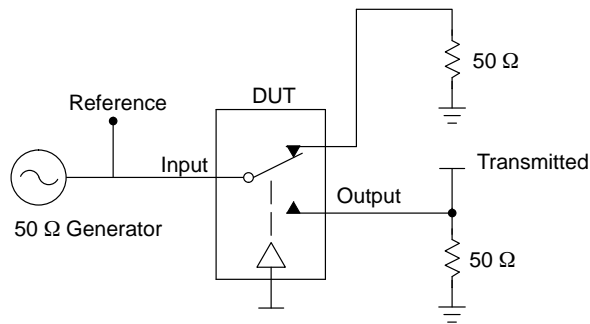 50 Ω
Reference
DUT
Input
Transmitted
Output
50 Ω Generator
50 Ω